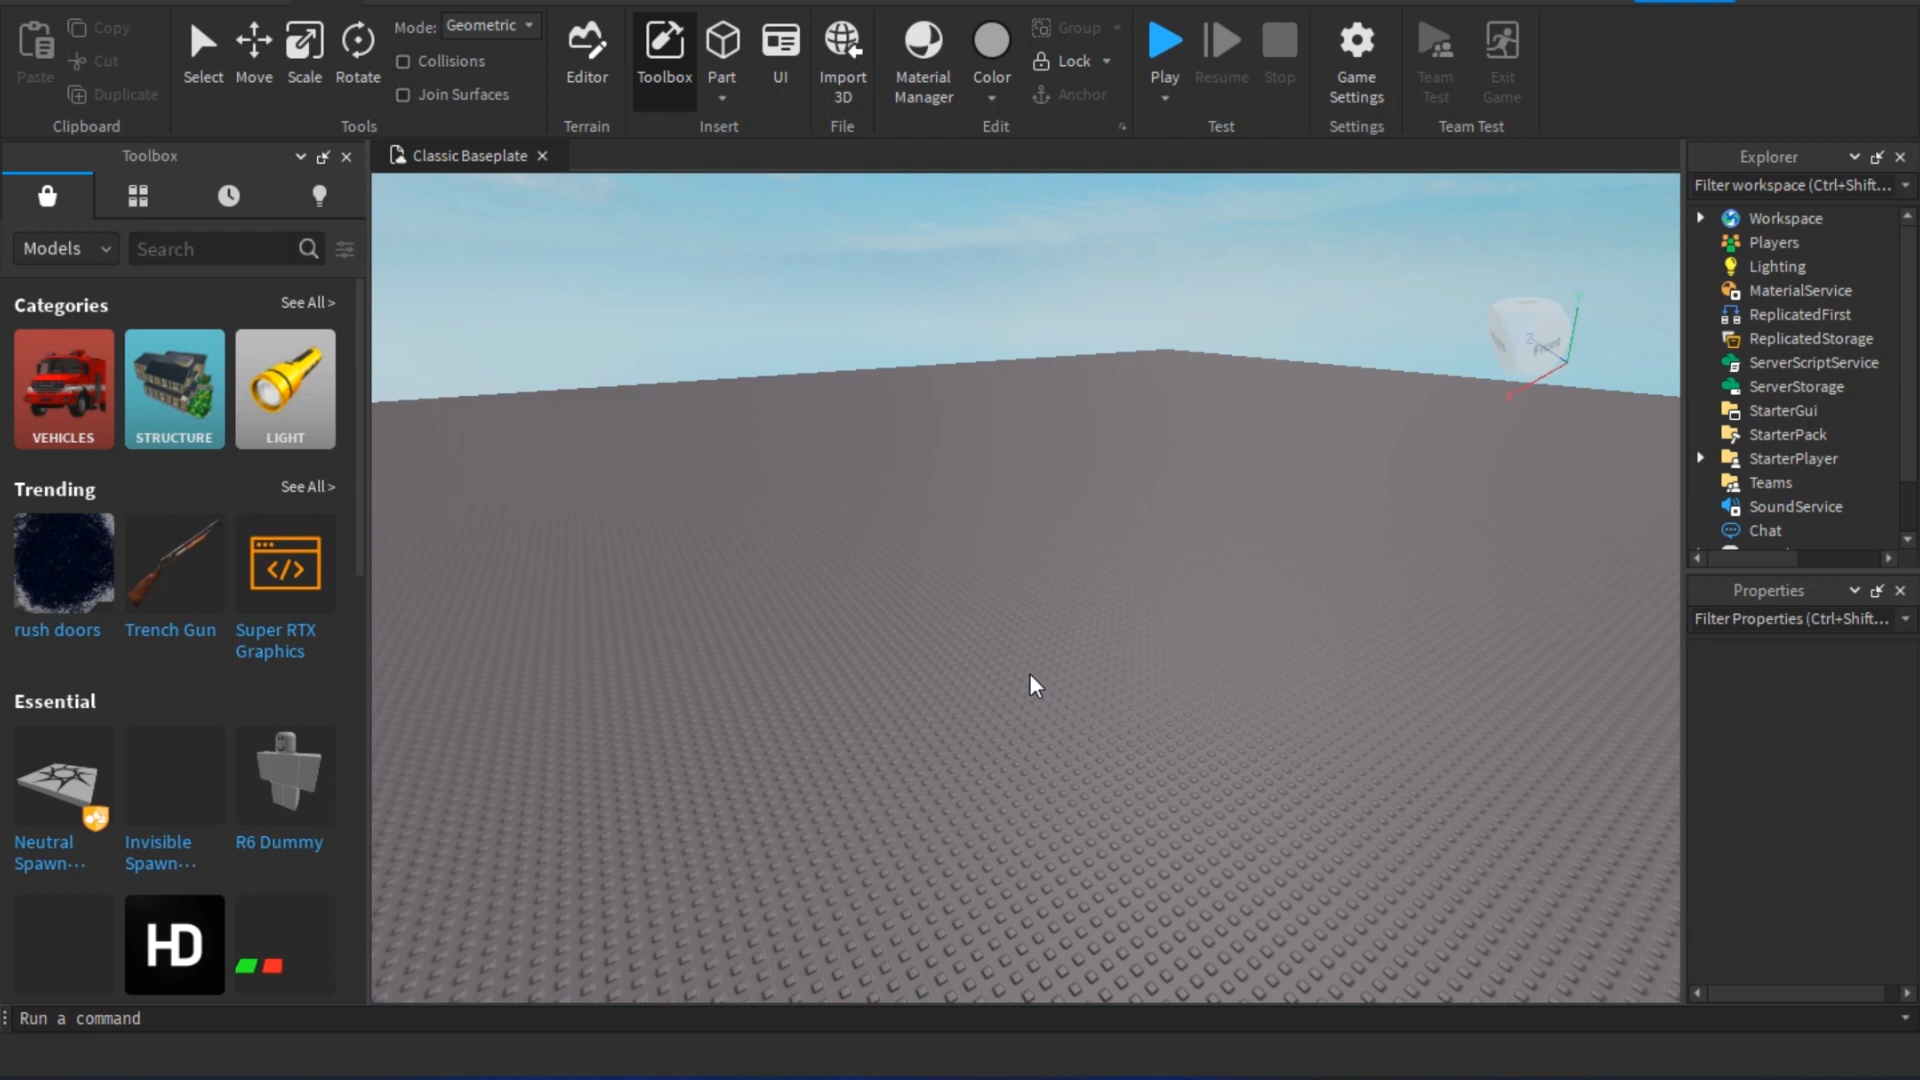 Paste
Copy
Cut
Duplicate
Clipboard
Select
Move
Scale
Rotate
Mode: Geometric
Collisions
Join Surfaces
Tools
Editor
Terrain
Toolbox
Part
UI
Insert
Import
3D
File
Material
Manager
Color
Group
Lock
Anchor
Edit
Play
Resume
Stop
Test
Game
Settings
Settings
Team
Test
Exit
Game
Team Test
Toolbox
Classic Baseplate
Explorer
Filter workspace (Ctrl+Shift...
Workspace
Players
Lighting
MaterialService
ReplicatedFirst
ReplicatedStorage
ServerScriptService
ServerStorage
StarterGui
StarterPack
StarterPlayer
Teams
SoundService
Chat
Properties
Filter Properties (Ctrl+Shift...
Models
Search
Categories
See All >
VEHICLES
STRUCTURE
LIGHT
Trending
See All >
rush doors
Trench Gun
Super RTX
Graphics
Essential
Neutral
Spawn···
Invisible
Spawn···
R6 Dummy
HD
Z
Front
Run a command